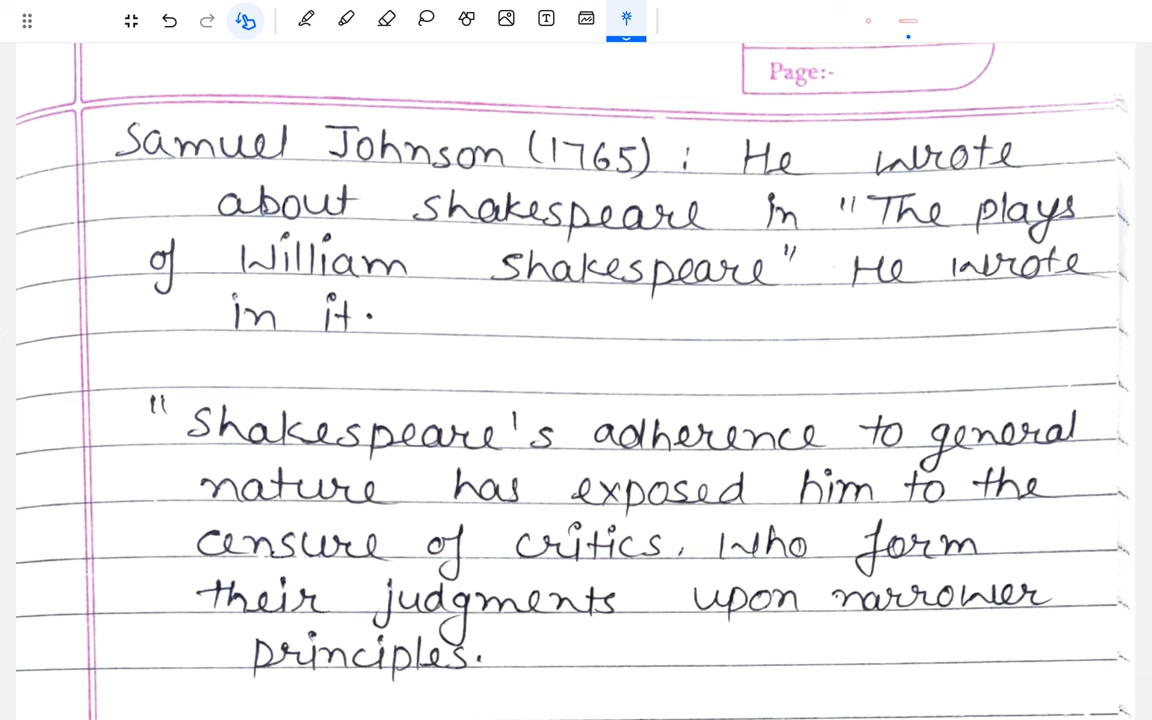 Page:-
Samuel Johnson (1765) : He wrote
about Shakespeare in "The plays
of William Shakespeare" He wrote
in it.
"Shakespeare's adherence to general
nature has exposed him to the
censure of critics, who form
their judgments upon narrower
principles.